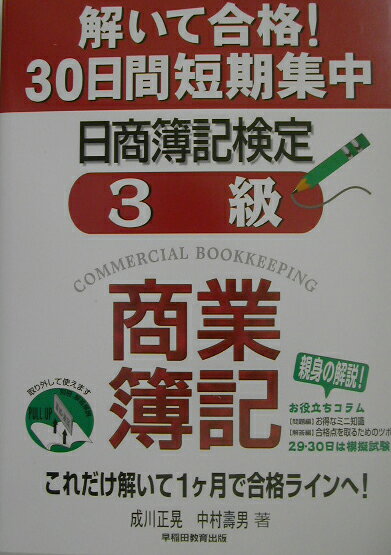 解いて合格!
30日間短期集中
日商簿記検定
3 級
COMMERCIAL BOOKKEEPING
商業
簿記
取り外して使えます
PULL UP
親身の解説!
お役立ちコラム
【問題編】お得なミニ知識
【解答編】合格点を取るためのツボ
29・30日は模擬試験
これだけ解いて1ヶ月で合格ラインへ!
成川正晃 中村壽男 著
早稲田教育出版